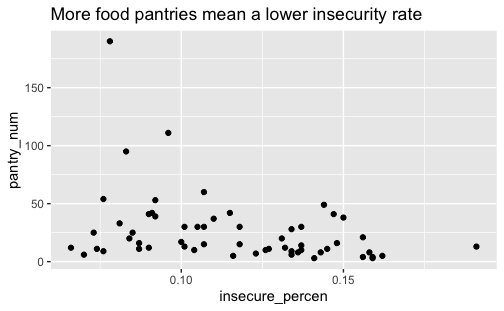 More food pantries mean a lower insecurity rate
150
100
50
0
pantry_num
0.10
0.15
insecure_percen